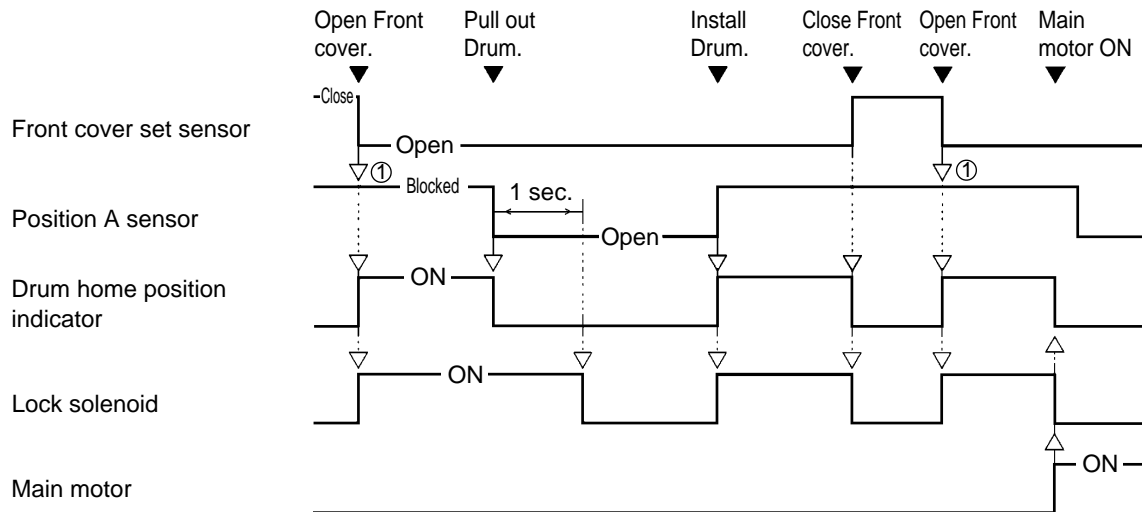 Open Front cover.
Pull out Drum.
Install Drum.
Close Front cover.
Open Front cover.
Main motor ON
Close
Front cover set sensor
Open
①
①
Blocked
1 sec.
Position A sensor
Open
ON
Drum home position
indicator
ON
Lock solenoid
ON
Main motor